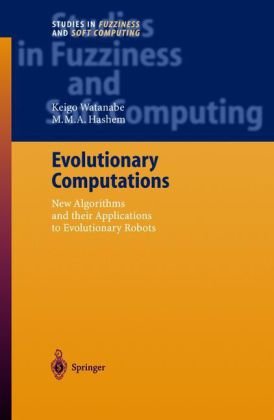 STUDIES IN FUZZINESS
AND SOFT COMPUTING
Studies
in Fuzziness
and Soft
Computing
Keigo Watanabe
M.M.A. Hashem
Evolutionary
Computations
New Algorithms
and their Applications
to Evolutionary Robots
Springer